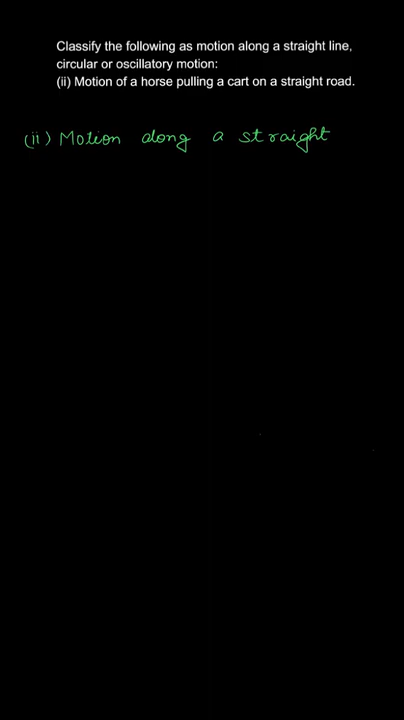 Classify the following as motion along a straight line,
circular or oscillatory motion:
(ii) Motion of a horse pulling a cart on a straight road.
(ii) Motion along a straight